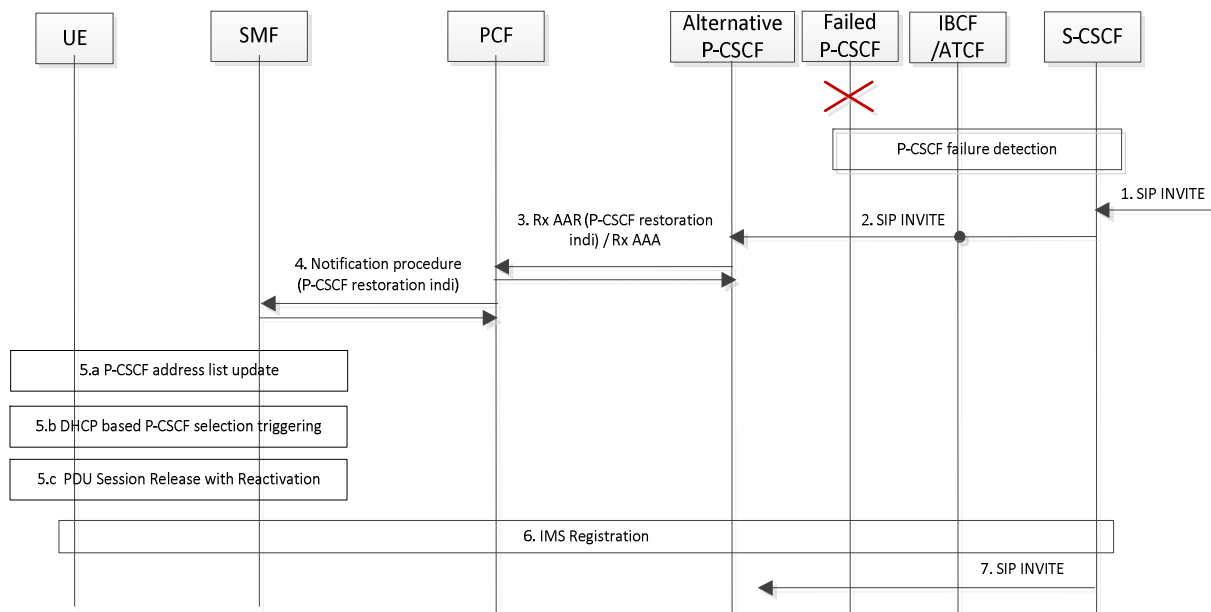 UE
SMF
PCF
Alternative
P-CSCF
Failed
P-CSCF
IBCF
/ATCF
S-CSCF
P-CSCF failure detection
1. SIP INVITE
2. SIP INVITE
3. Rx AAR (P-CSCF restoration
indi) / Rx AAA
4. Notification procedure
(P-CSCF restoration indi)
5.a P-CSCF address list update
5.b DHCP based P-CSCF selection triggering
5.c PDU Session Release with Reactivation
6. IMS Registration
7. SIP INVITE